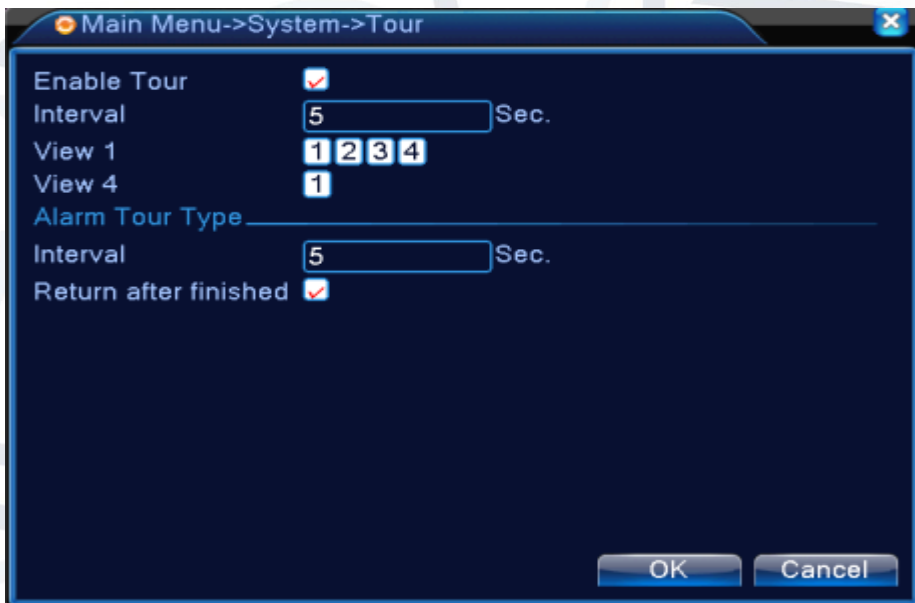 Main Menu->System->Tour
Enable Tour
Interval 5 Sec.
View 1 1 2 3 4
View 4 1
Alarm Tour Type
Interval 5 Sec.
Return after finished
OK Cancel